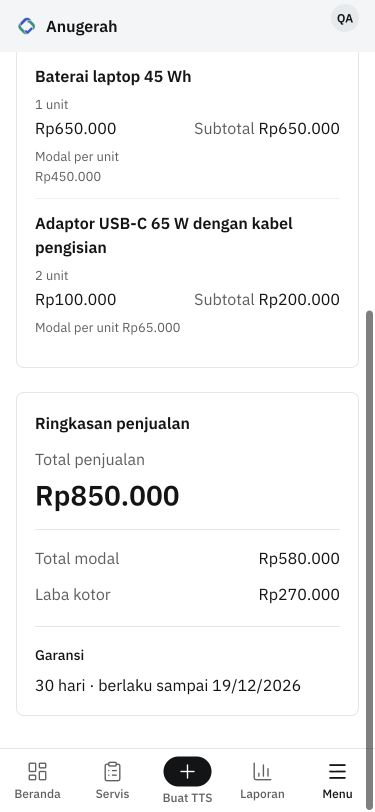 Anugerah
QA
Baterai laptop 45 Wh
1 unit
Rp650.000 Subtotal Rp650.000
Modal per unit
Rp450.000
Adaptor USB-C 65 W dengan kabel
pengisian
2 unit
Rp100.000 Subtotal Rp200.000
Modal per unit Rp65.000
Ringkasan penjualan
Total penjualan
Rp850.000
Total modal Rp580.000
Laba kotor Rp270.000
Garansi
30 hari · berlaku sampai 19/12/2026
Beranda Servis Buat TTS Laporan Menu